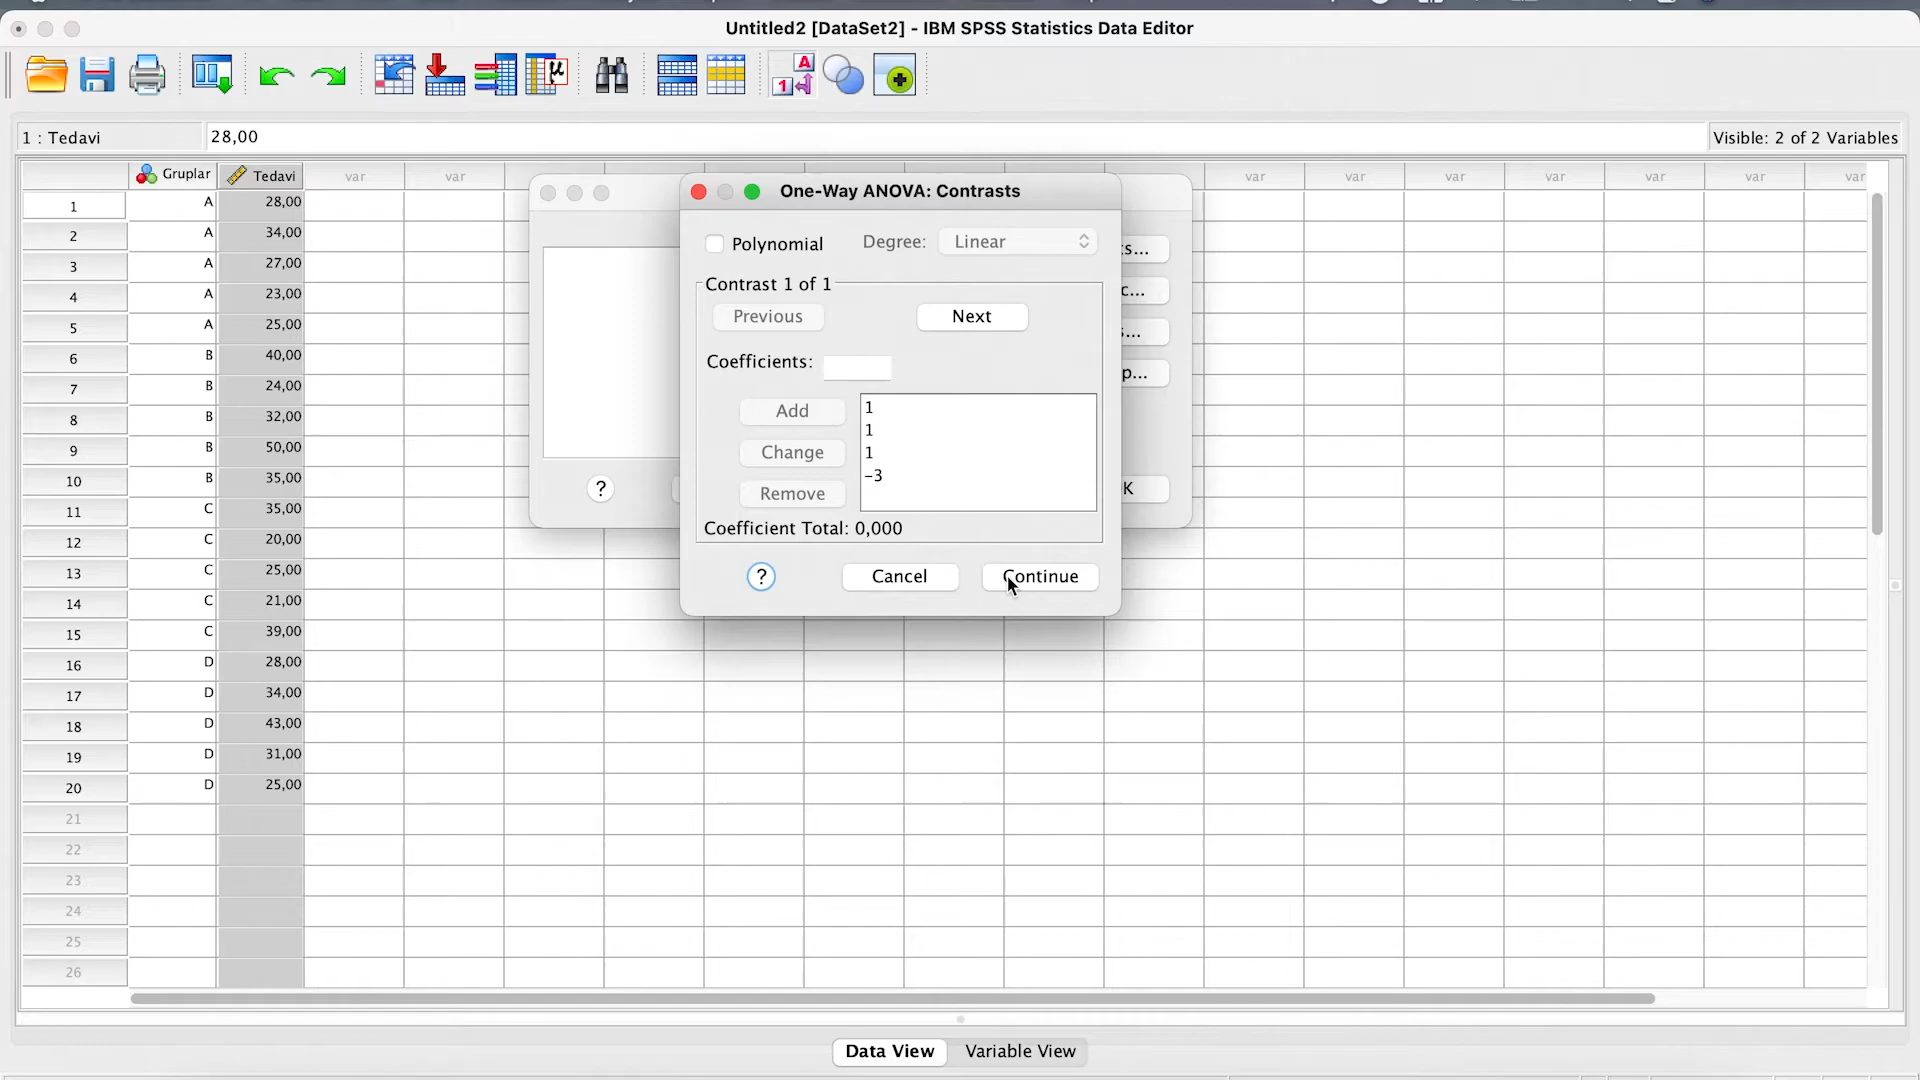 Untitled2 [DataSet2] - IBM SPSS Statistics Data Editor
1 : Tedavi
28,00
Visible: 2 of 2 Variables
Gruplar Tedavi var var var var var var var var var
1 A 28,00
2 A 34,00
3 A 27,00
4 A 23,00
5 A 25,00
6 B 40,00
7 B 24,00
8 B 32,00
9 B 50,00
10 B 35,00
11 C 35,00
12 C 20,00
13 C 25,00
14 C 21,00
15 C 39,00
16 D 28,00
17 D 34,00
18 D 43,00
19 D 31,00
20 D 25,00
21
22
23
24
25
26
One-Way ANOVA: Contrasts
Polynomial Degree: Linear
Contrast 1 of 1
Previous Next
Coefficients:
Add
Change
Remove
1
1
1
-3
Coefficient Total: 0,000
? Cancel Continue
?
s...
c...
s...
p...
K
Data View Variable View